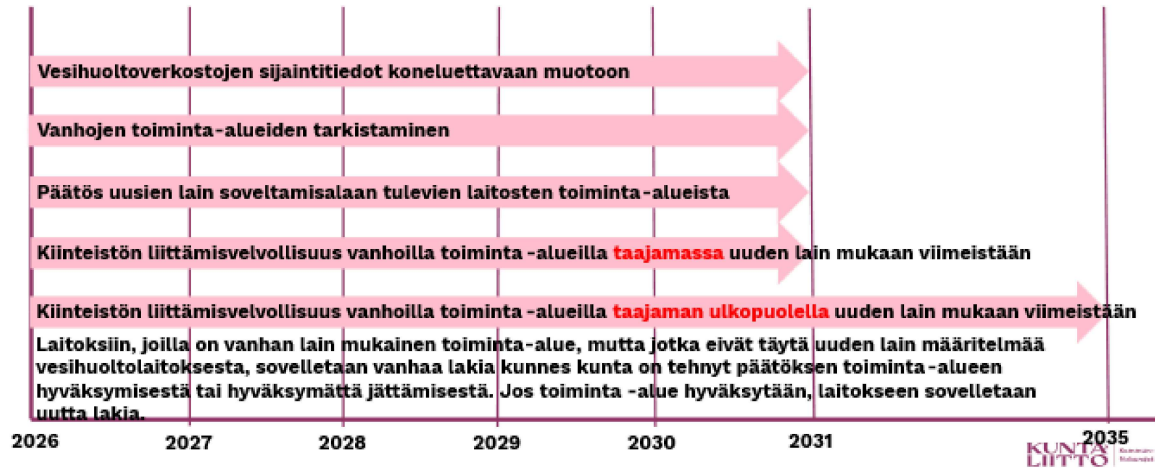 Vesihuoltoverkostojen sijaintitiedot koneluettavaan muotoon
Vanhojen toiminta-alueiden tarkistaminen
Päätös uusien lain soveltamisalaan tulevien laitosten toiminta-alueista
Kiinteistön liittämisvelvollisuus vanhoilla toiminta-alueilla taajamassa uuden lain mukaan viimeistään
Kiinteistön liittämisvelvollisuus vanhoilla toiminta-alueilla taajaman ulkopuolella uuden lain mukaan viimeistään
Laitoksiin, joilla on vanhan lain mukainen toiminta-alue, mutta jotka eivät täytä uuden lain määritelmää
vesihuoltolaitoksesta, sovelletaan vanhaa lakia kunnes kunta on tehnyt päätöksen toiminta-alueen
hyväksymisestä tai hyväksymättä jättämisestä. Jos toiminta-alue hyväksytään, laitokseen sovelletaan
uutta lakia.
2026 2027 2028 2029 2030 2031 2035
KUNTA
LIITTO